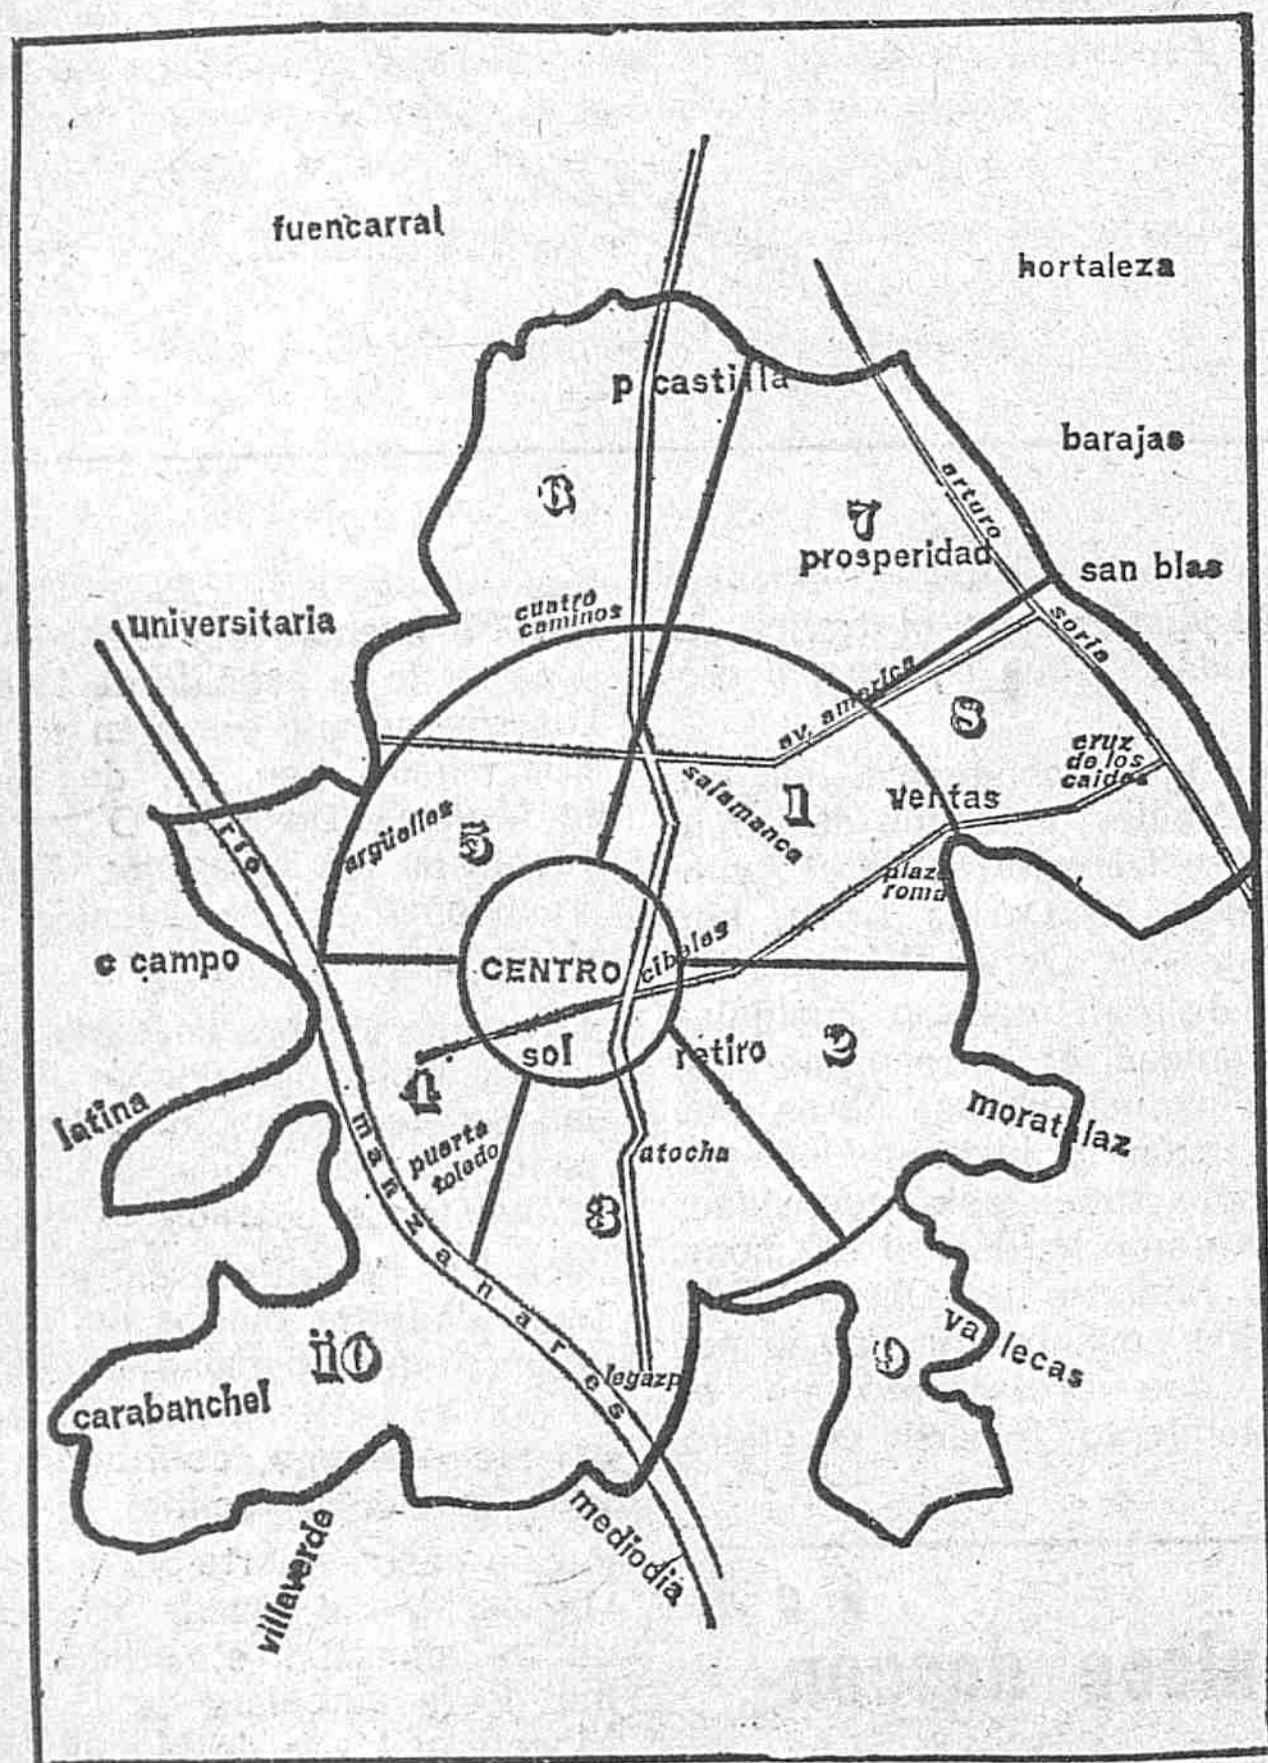 fuencarral
hortaleza
p castilla
barajas
6
arturo
7
prosperidad
san blas
cuatro
caminos
universitaria
soria
av. america
8
cruz
de los
caidos
salamanca
1
ventas
río
argüelles
5
plaza
roma
c campo
CENTRO
cibeles
sol
retiro
2
4
latina
moratalaz
puerta
toledo
atocha
manzanares
3
10
9
vallecas
legazpi
carabanchel
villaverde
mediodia